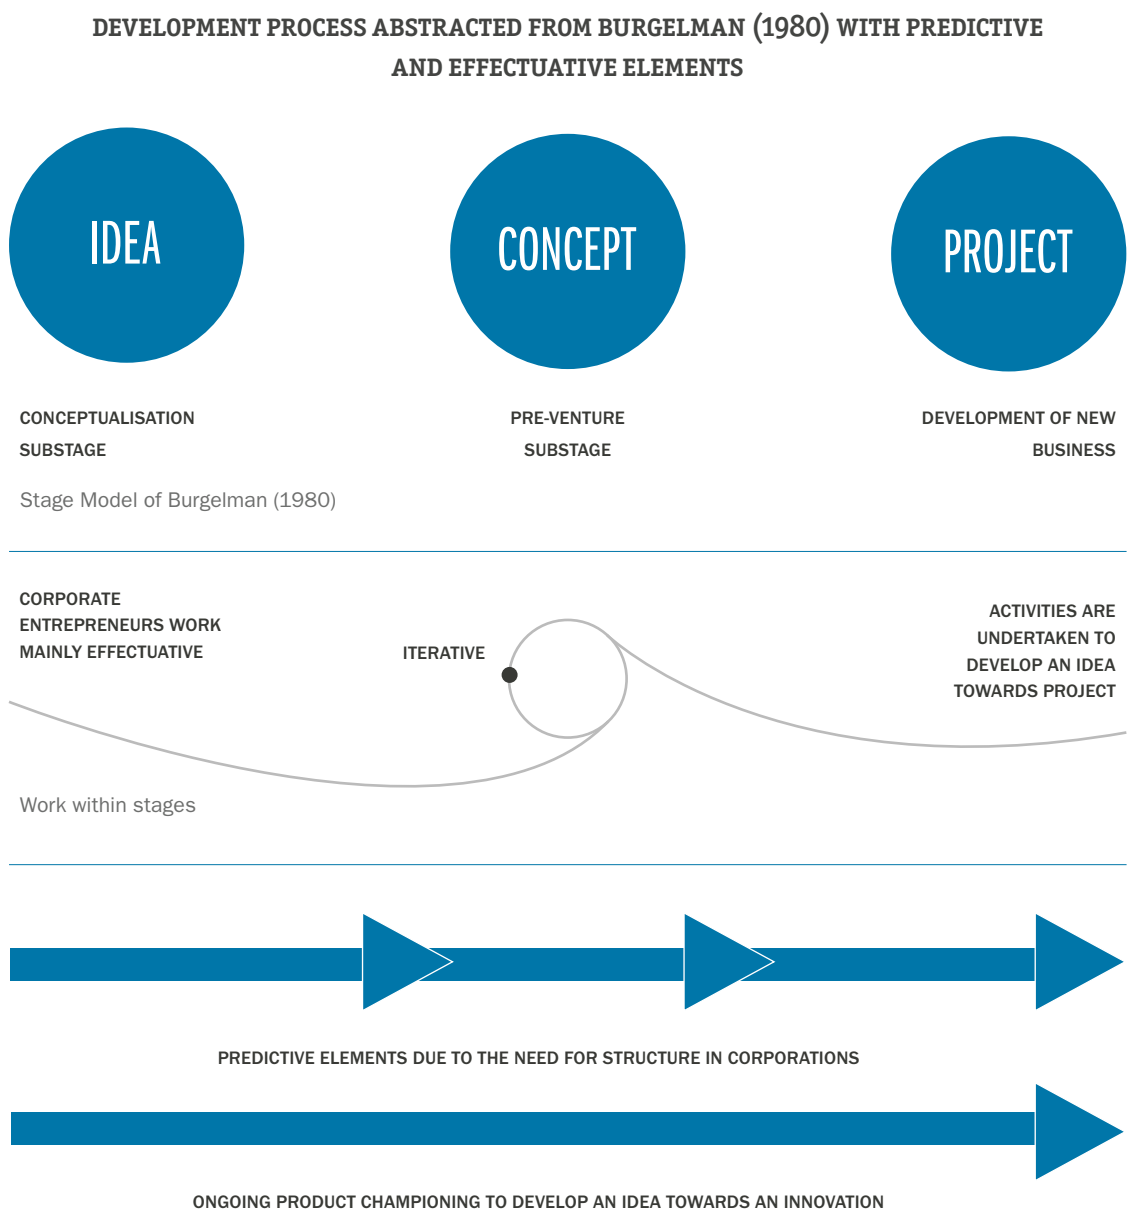 DEVELOPMENT PROCESS ABSTRACTED FROM BURGELMAN (1980) WITH PREDICTIVE
AND EFFECTUATIVE ELEMENTS
IDEA
CONCEPT
PROJECT
CONCEPTUALISATION
SUBSTAGE
PRE-VENTURE
SUBSTAGE
DEVELOPMENT OF NEW
BUSINESS
Stage Model of Burgelman (1980)
CORPORATE
ENTREPRENEURS WORK
MAINLY EFFECTUATIVE
ITERATIVE
ACTIVITIES ARE
UNDERTAKEN TO
DEVELOP AN IDEA
TOWARDS PROJECT
Work within stages
PREDICTIVE ELEMENTS DUE TO THE NEED FOR STRUCTURE IN CORPORATIONS
ONGOING PRODUCT CHAMPIONING TO DEVELOP AN IDEA TOWARDS AN INNOVATION